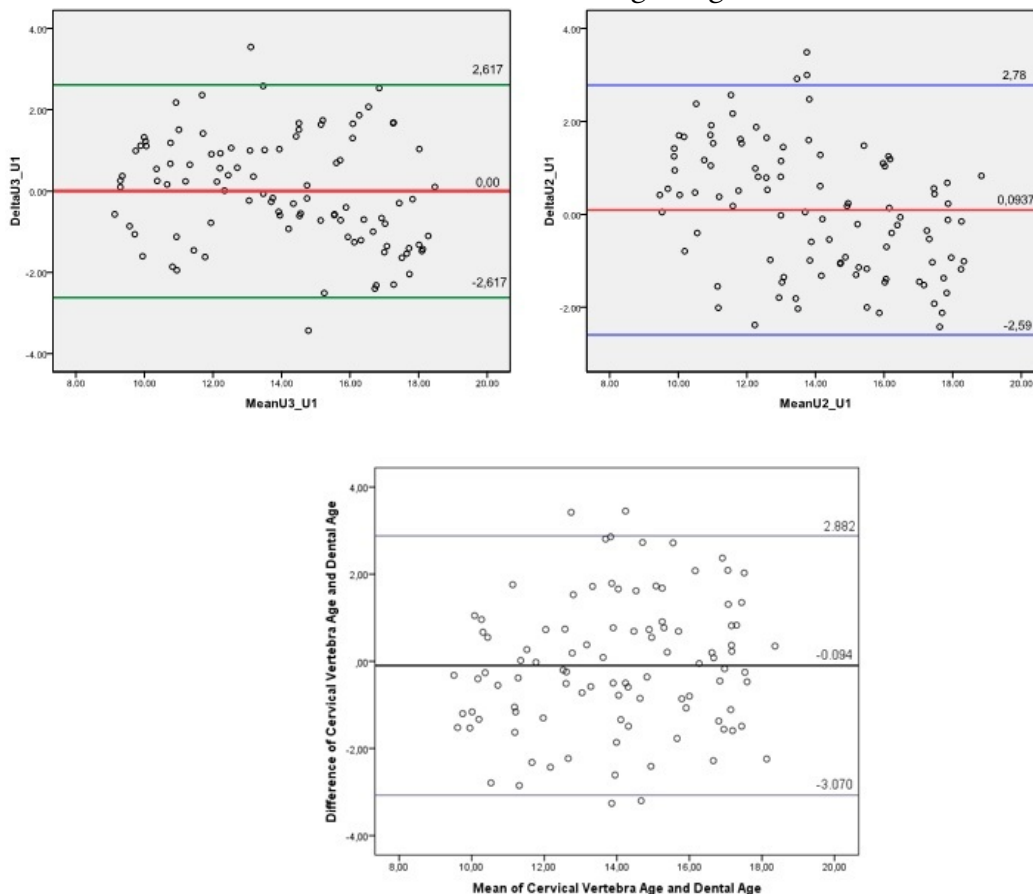 4.00
2,617
2.00
DeltaU3_U1
0,00
0.00
-2.00
-2,617
-4.00
8.00 10.00 12.00 14.00 16.00 18.00 20.00
MeanU3_U1
4.00
2,78
2.00
DeltaU2_U1
0,0937
0.00
-2.00
-2,59
8.00 10.00 12.00 14.00 16.00 18.00 20.00
MeanU2_U1
4,00
2.882
2,00
Difference of Cervical Vertebra Age and Dental Age
-0.094
,00
-2,00
-3.070
-4,00
8,00 10,00 12,00 14,00 16,00 18,00 20,00
Mean of Cervical Vertebra Age and Dental Age